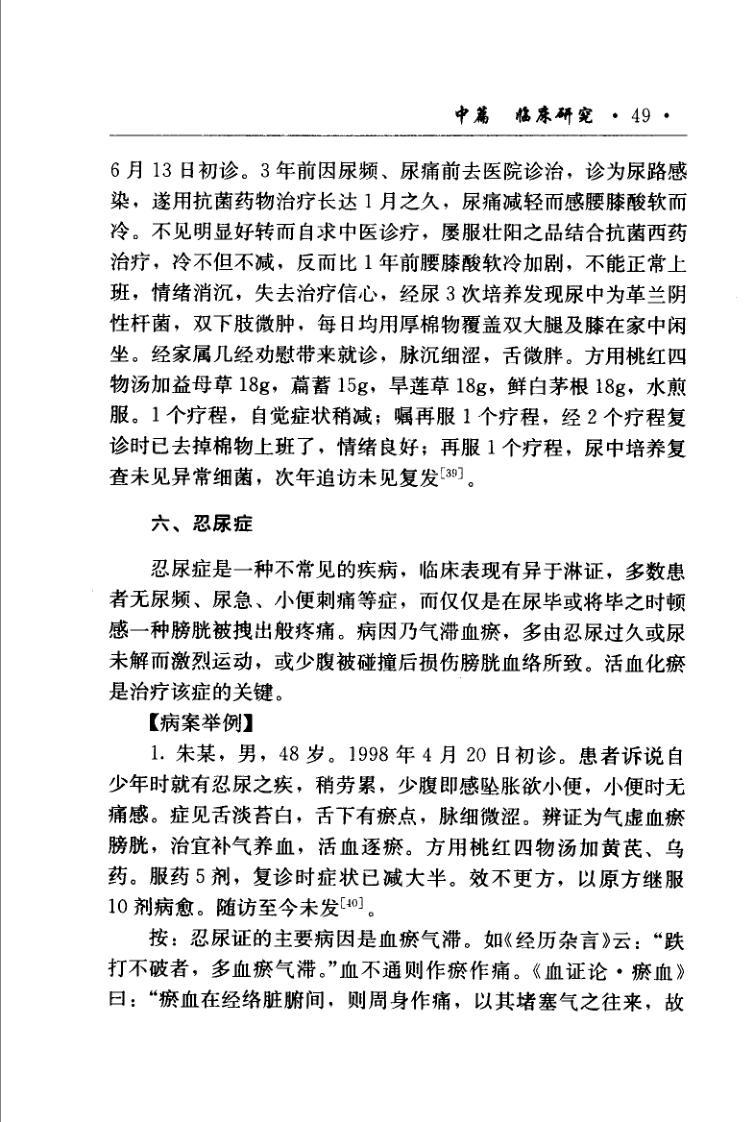 中篇 临床研究 · 49 ·
6 月 13 日初诊。3 年前因尿频、尿痛前去医院诊治，诊为尿路感
染，遂用抗菌药物治疗长达 1 月之久，尿痛减轻而感腰膝酸软而
冷。不见明显好转而自求中医诊疗，屡服壮阳之品结合抗菌西药
治疗，冷不但不减，反而比 1 年前腰膝酸软冷加剧，不能正常上
班，情绪消沉，失去治疗信心，经尿 3 次培养发现尿中为革兰阴
性杆菌，双下肢微肿，每日均用厚棉物覆盖双大腿及膝在家中闲
坐。经家属几经劝慰带来就诊，脉沉细涩，舌微胖。方用桃红四
物汤加益母草 18g，萹蓄 15g，旱莲草 18g，鲜白茅根 18g，水煎
服。1 个疗程，自觉症状稍减；嘱再服 1 个疗程，经 2 个疗程复
诊时已去掉棉物上班了，情绪良好；再服 1 个疗程，尿中培养复
查未见异常细菌，次年追访未见复发[39]。
六、忍尿症
忍尿症是一种不常见的疾病，临床表现有异于淋证，多数患
者无尿频、尿急、小便刺痛等症，而仅仅是在尿毕或将毕之时顿
感一种膀胱被拽出般疼痛。病因乃气滞血瘀，多由忍尿过久或尿
未解而激烈运动，或少腹被碰撞后损伤膀胱血络所致。活血化瘀
是治疗该症的关键。
【病案举例】
1. 朱某，男，48 岁。1998 年 4 月 20 日初诊。患者诉说自
少年时就有忍尿之疾，稍劳累，少腹即感坠胀欲小便，小便时无
痛感。症见舌淡苔白，舌下有瘀点，脉细微涩。辨证为气虚血瘀
膀胱，治宜补气养血，活血逐瘀。方用桃红四物汤加黄芪、乌
药。服药 5 剂，复诊时症状已减大半。效不更方，以原方继服
10 剂病愈。随访至今未发[40]。
按：忍尿证的主要病因是血瘀气滞。如《经历杂言》云：“跌
打不破者，多血瘀气滞。”血不通则作瘀作痛。《血证论·瘀血》
曰：“瘀血在经络脏腑间，则周身作痛，以其堵塞气之往来，故